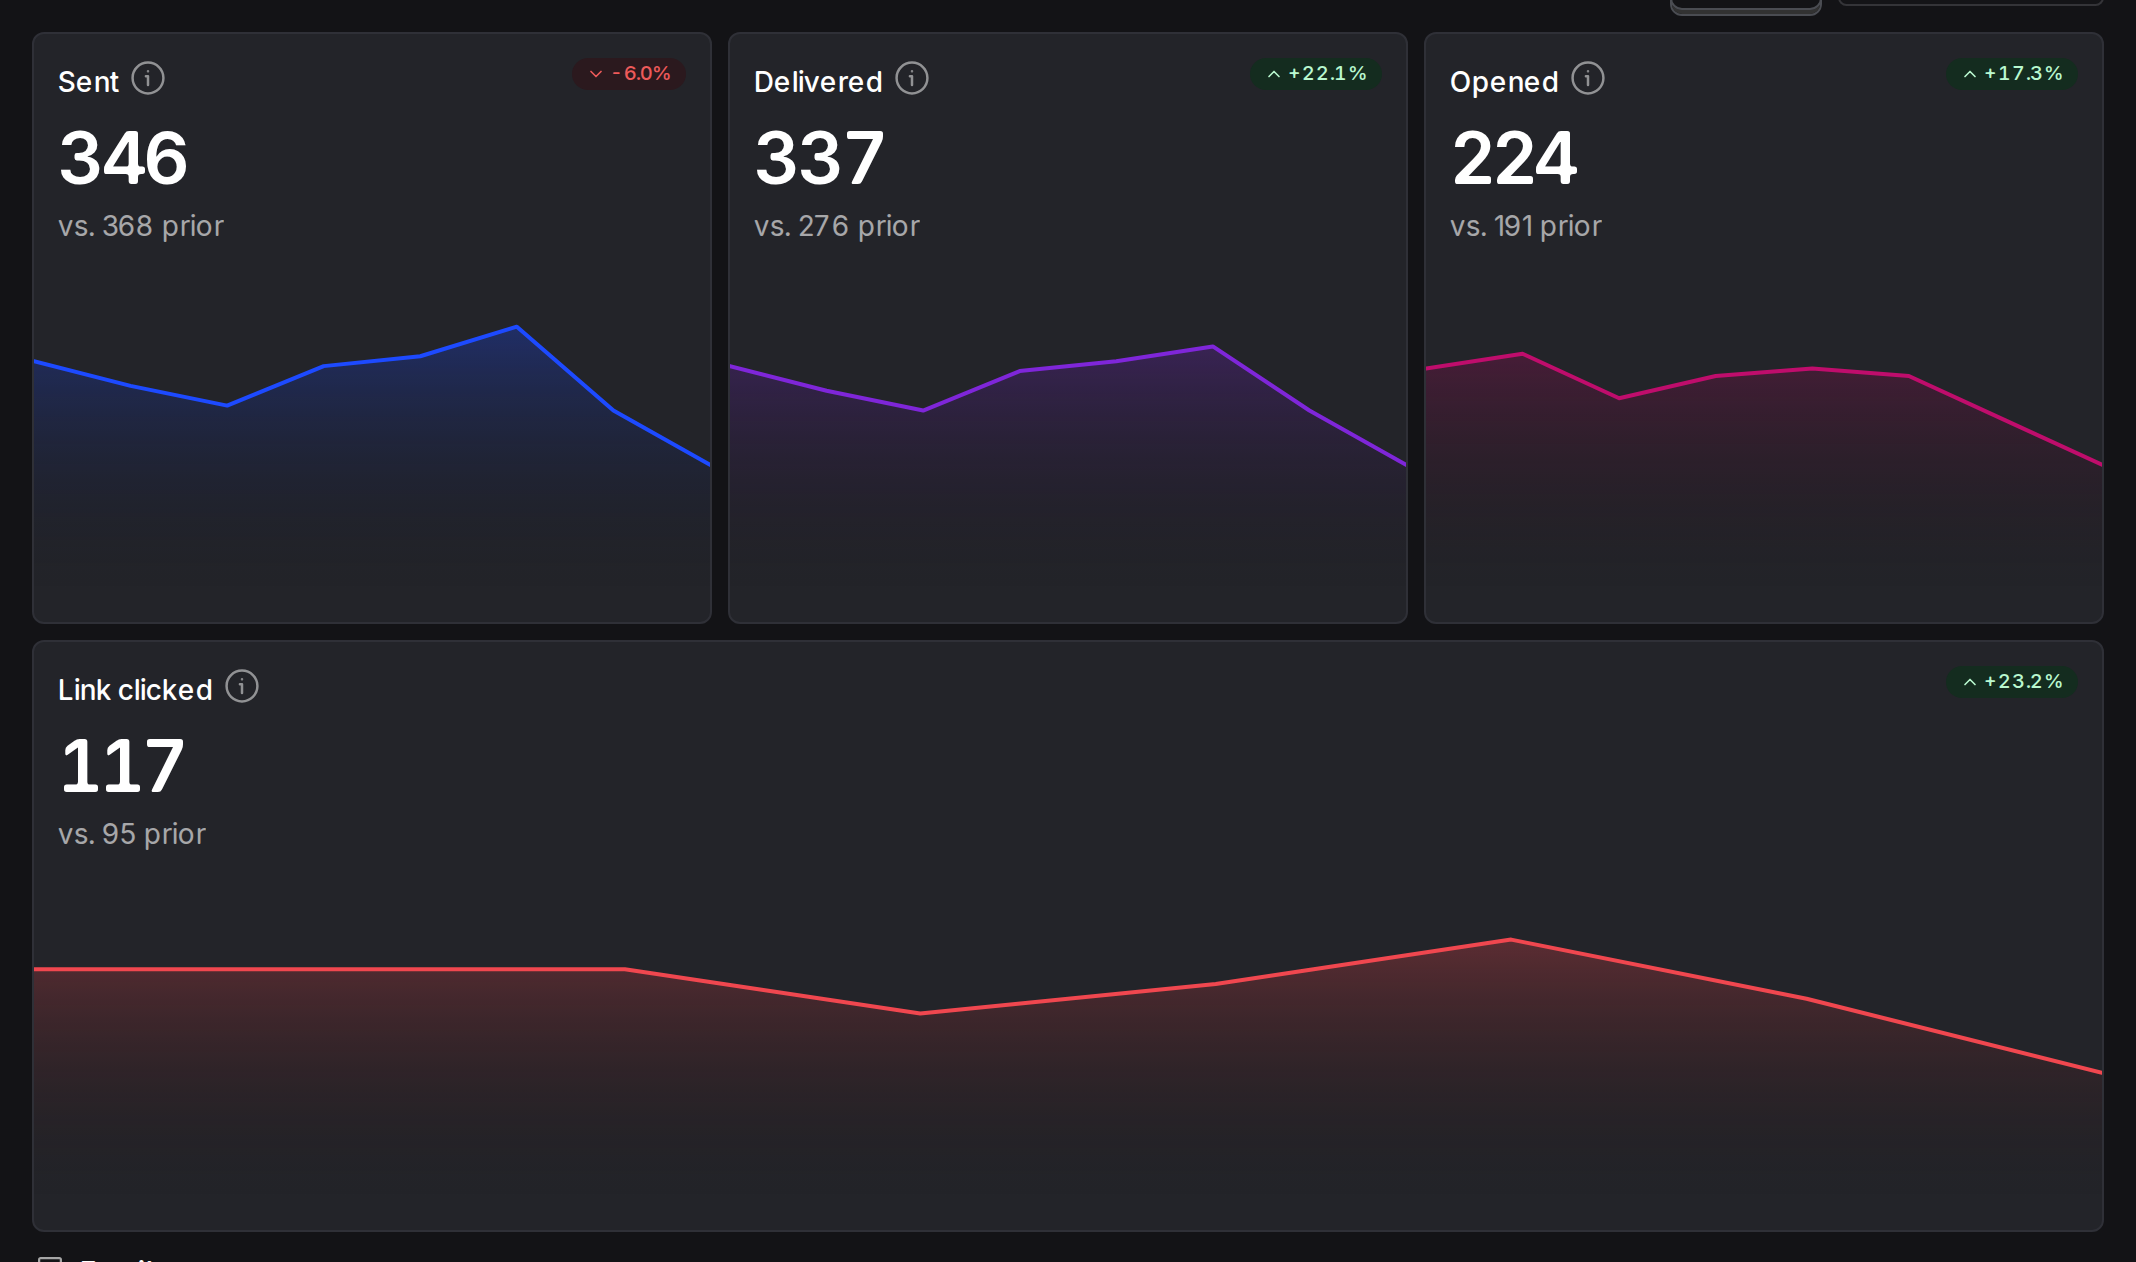 Sent
-6.0%
346
vs. 368 prior
Delivered
+22.1%
337
vs. 276 prior
Opened
+17.3%
224
vs. 191 prior
Link clicked
+23.2%
117
vs. 95 prior